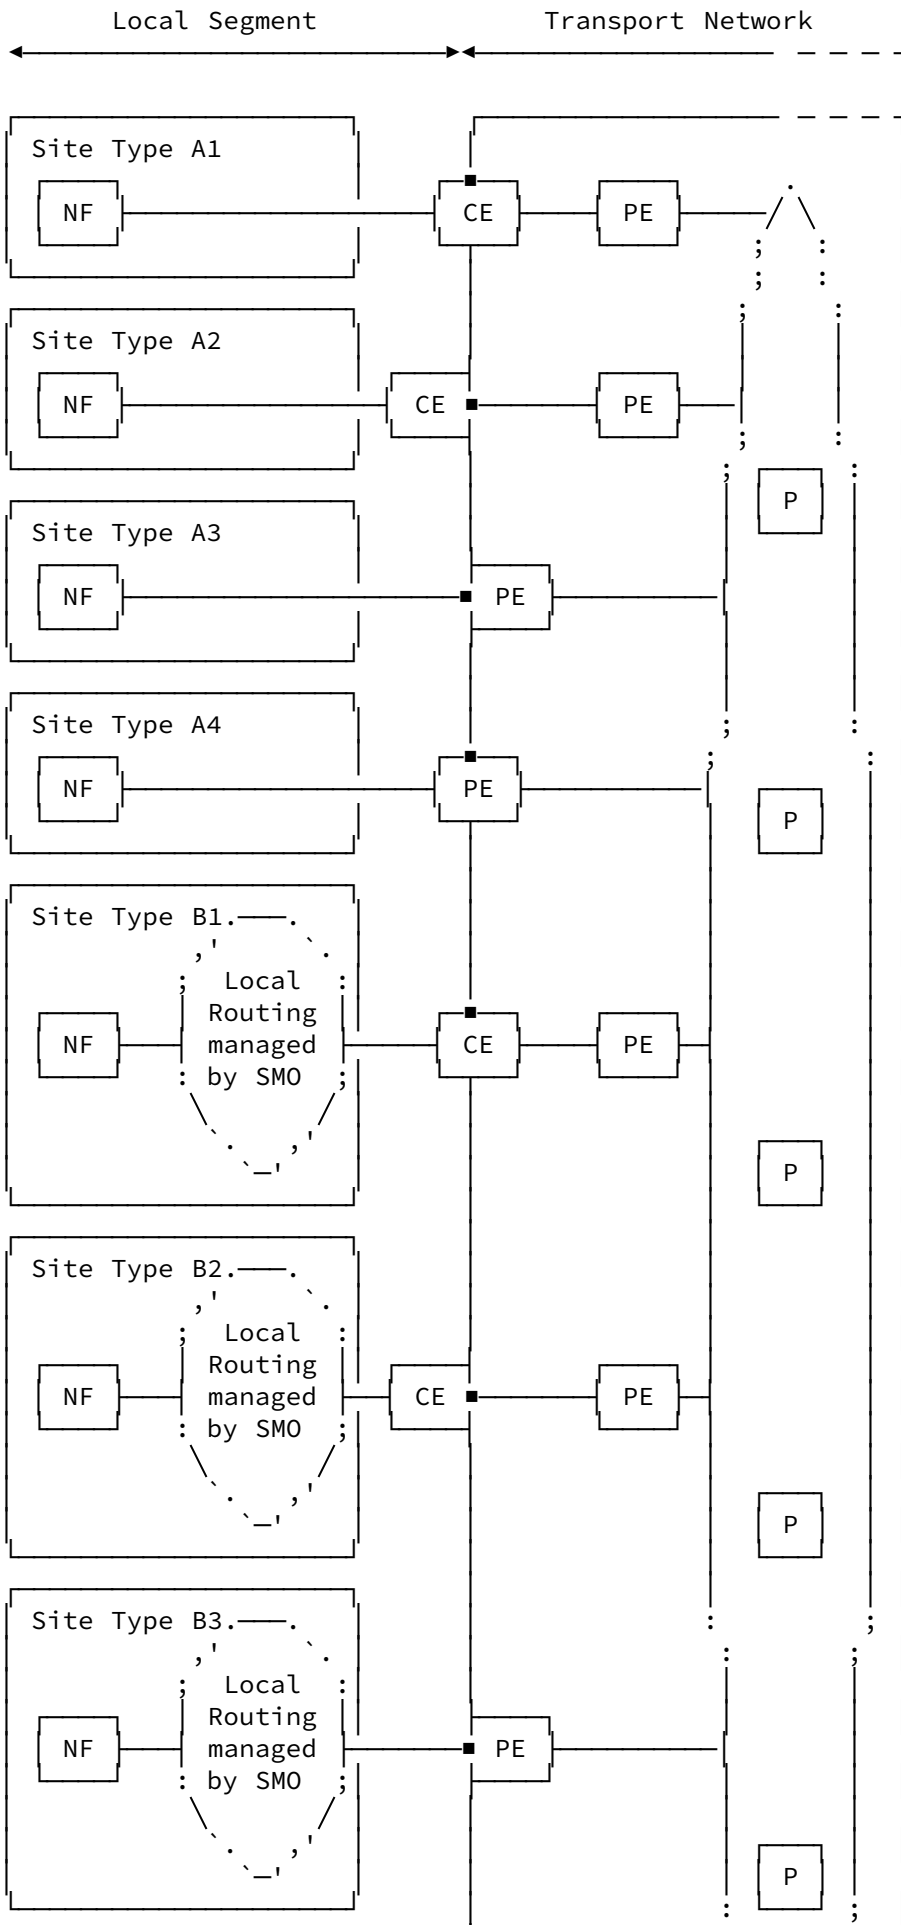 Local Segment Transport Network
Site Type A1
NF CE PE
Site Type A2
NF CE PE
P
Site Type A3
NF PE
Site Type A4
NF PE
P
Site Type B1
Local
Routing
NF managed CE PE
by SMO
P
Site Type B2
Local
Routing
NF managed CE PE
by SMO
P
Site Type B3
Local
Routing
NF managed PE
by SMO
P